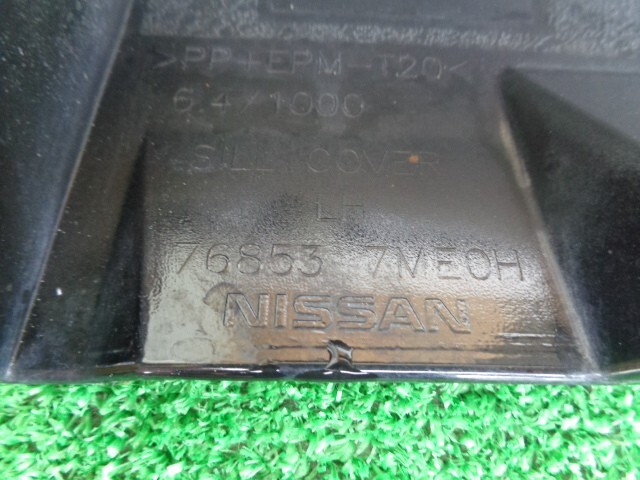 >PP+EPM-T20<
6.4/1000
SILL COVER
LH
76853 7ME0H
NISSAN